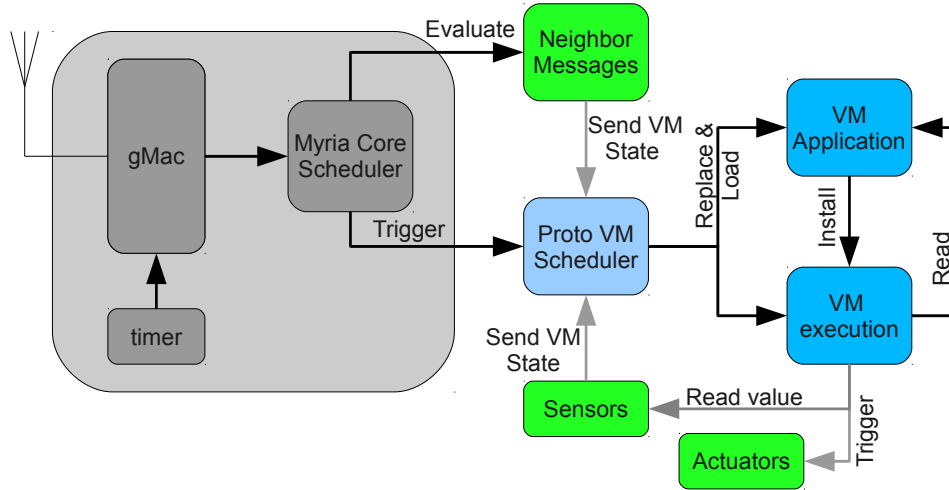 Evaluate
Neighbor
Messages
gMac
Myria Core
Scheduler
Send VM
State
Replace &
Load
VM
Application
Trigger
Proto VM
Scheduler
Install
Read
timer
VM
execution
Send VM
State
Sensors
Read value
Trigger
Actuators